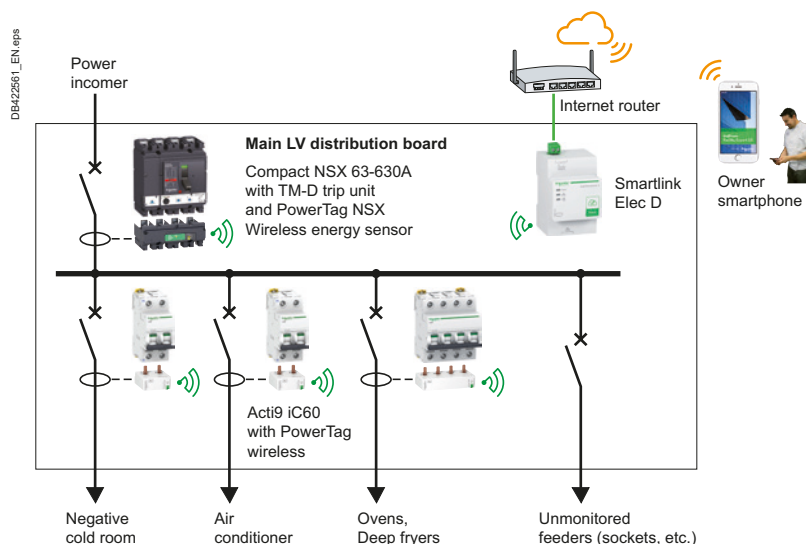 DB422561_EN.eps
Power
incomer
Internet router
Main LV distribution board
Compact NSX 63-630A
with TM-D trip unit
and PowerTag NSX
Wireless energy sensor
Smartlink
Elec D
Owner
smartphone
Acti9 iC60
with PowerTag
wireless
Negative
cold room
Air
conditioner
Ovens,
Deep fryers
Unmonitored
feeders (sockets, etc.)